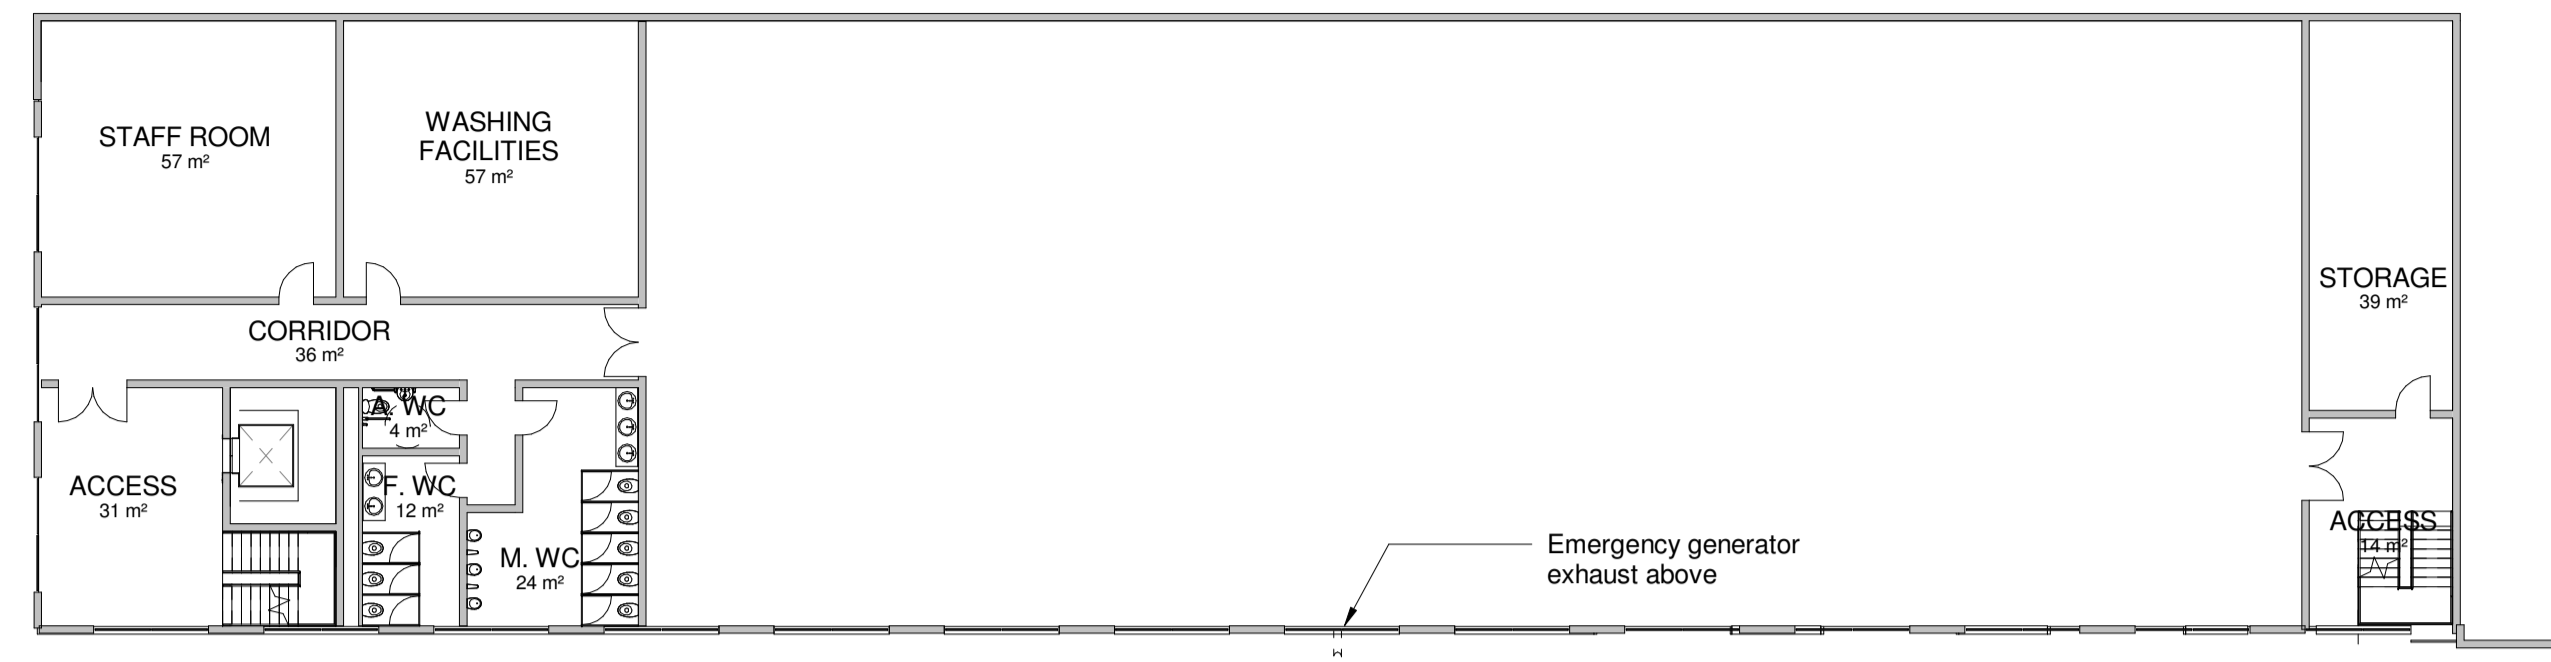 STAFF ROOM
57 m²
WASHING
FACILITIES
57 m²
STORAGE
39 m²
CORRIDOR
36 m²
A. WC
4 m²
ACCESS
31 m²
F. WC
12 m²
M. WC
24 m²
Emergency generator
exhaust above
ACCESS
14 m²